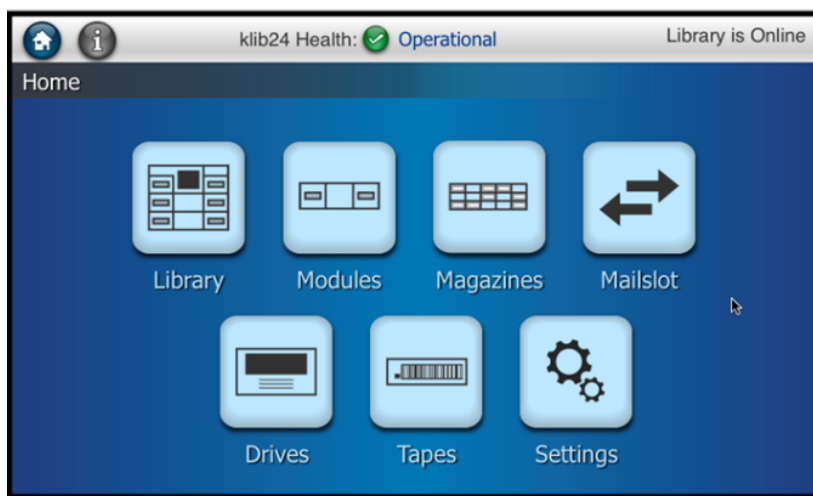 klib24 Health: Operational Library is Online
Home
Library Modules Magazines Mailslot
Drives Tapes Settings